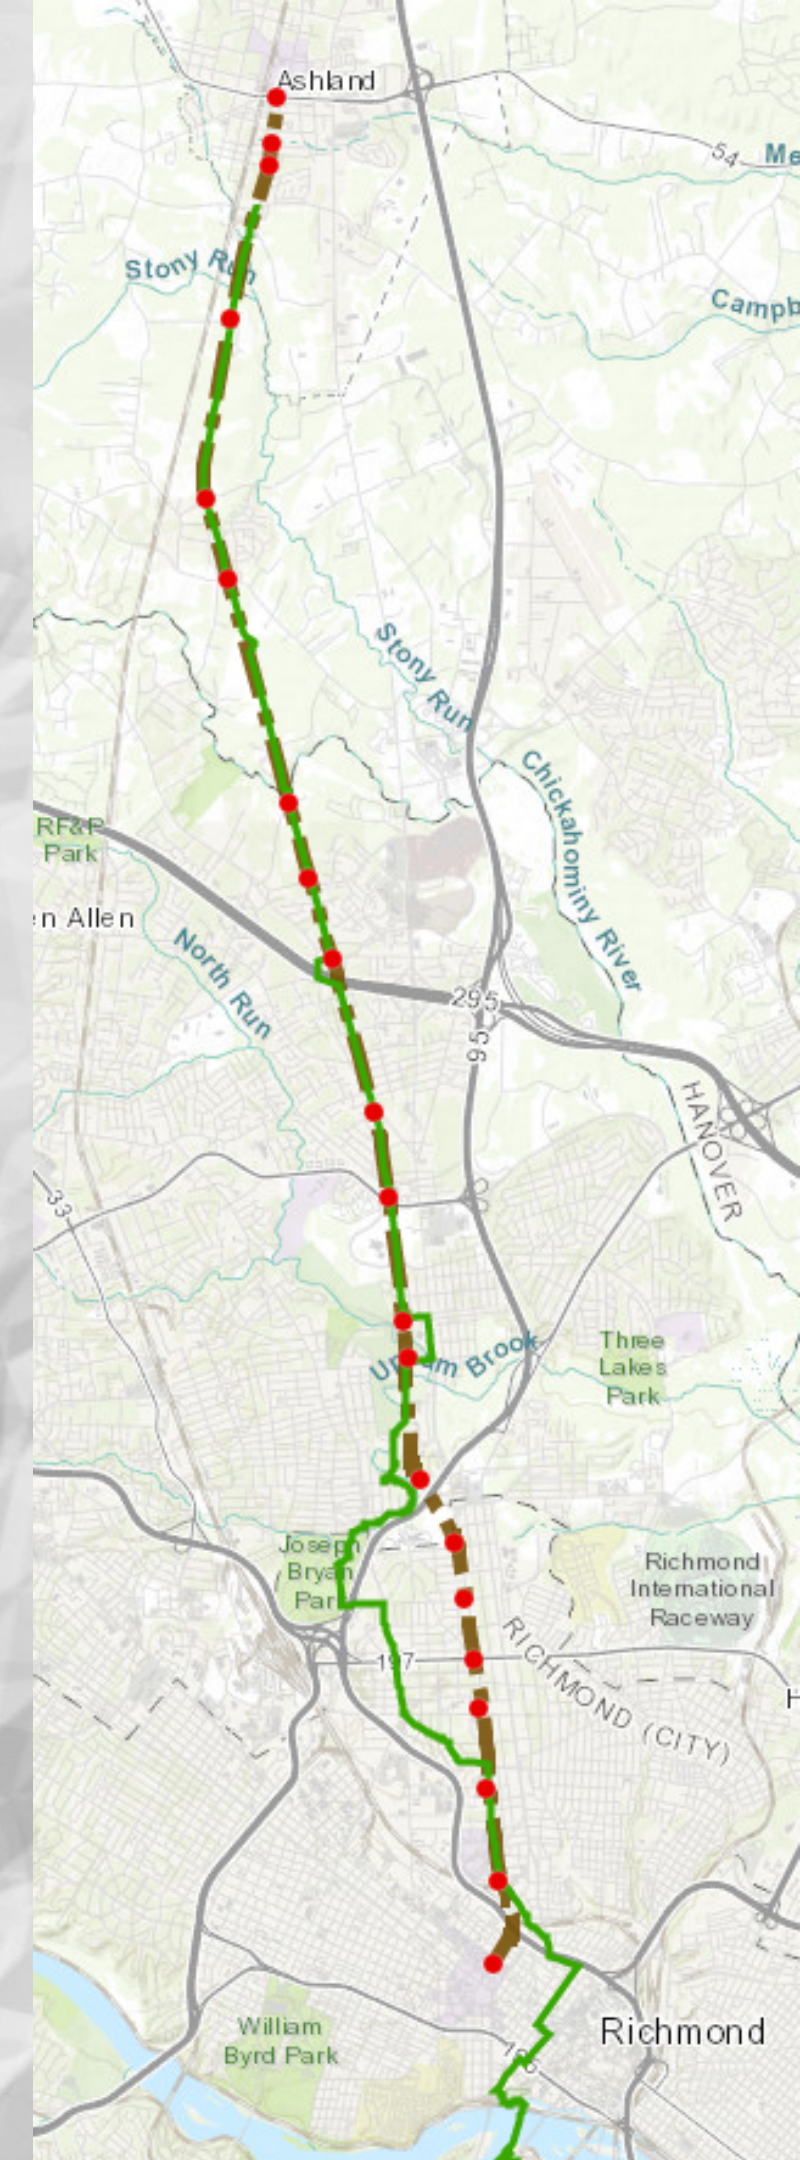 Ashland
54
Me
Stony Run
Campb
Stony Run
Chickahominy River
RF&P
Park
en Allen
North Run
295
95
HANOVER
33
Three
Lakes
Park
Upham Brook
Joseph
Bryan
Park
Richmond
International
Raceway
197
RICHMOND (CITY)
H
William
Byrd Park
Richmond
195